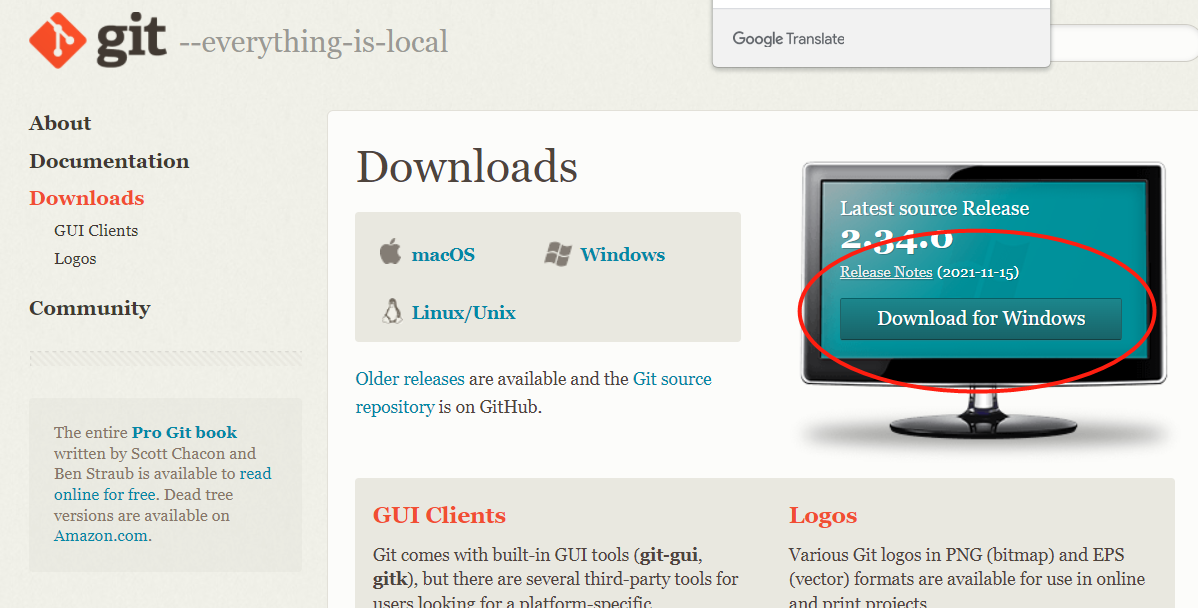 git --everything-is-local
Google Translate
About
Documentation
Downloads
GUI Clients
Logos
Community
The entire Pro Git book
written by Scott Chacon and
Ben Straub is available to read
online for free. Dead tree
versions are available on
Amazon.com.
Downloads
macOS
Windows
Linux/Unix
Older releases are available and the Git source
repository is on GitHub.
Latest source Release
2.34.0
Release Notes (2021-11-15)
Download for Windows
GUI Clients
Git comes with built-in GUI tools (git-gui,
gitk), but there are several third-party tools for
users looking for a platform-specific
Logos
Various Git logos in PNG (bitmap) and EPS
(vector) formats are available for use in online
and print projects.